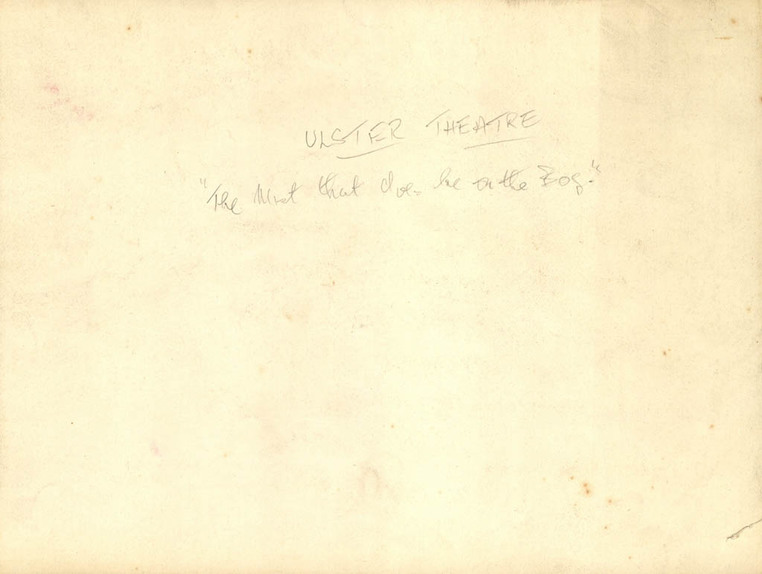 ULSTER THEATRE
"The Mist that does be on the Bog."